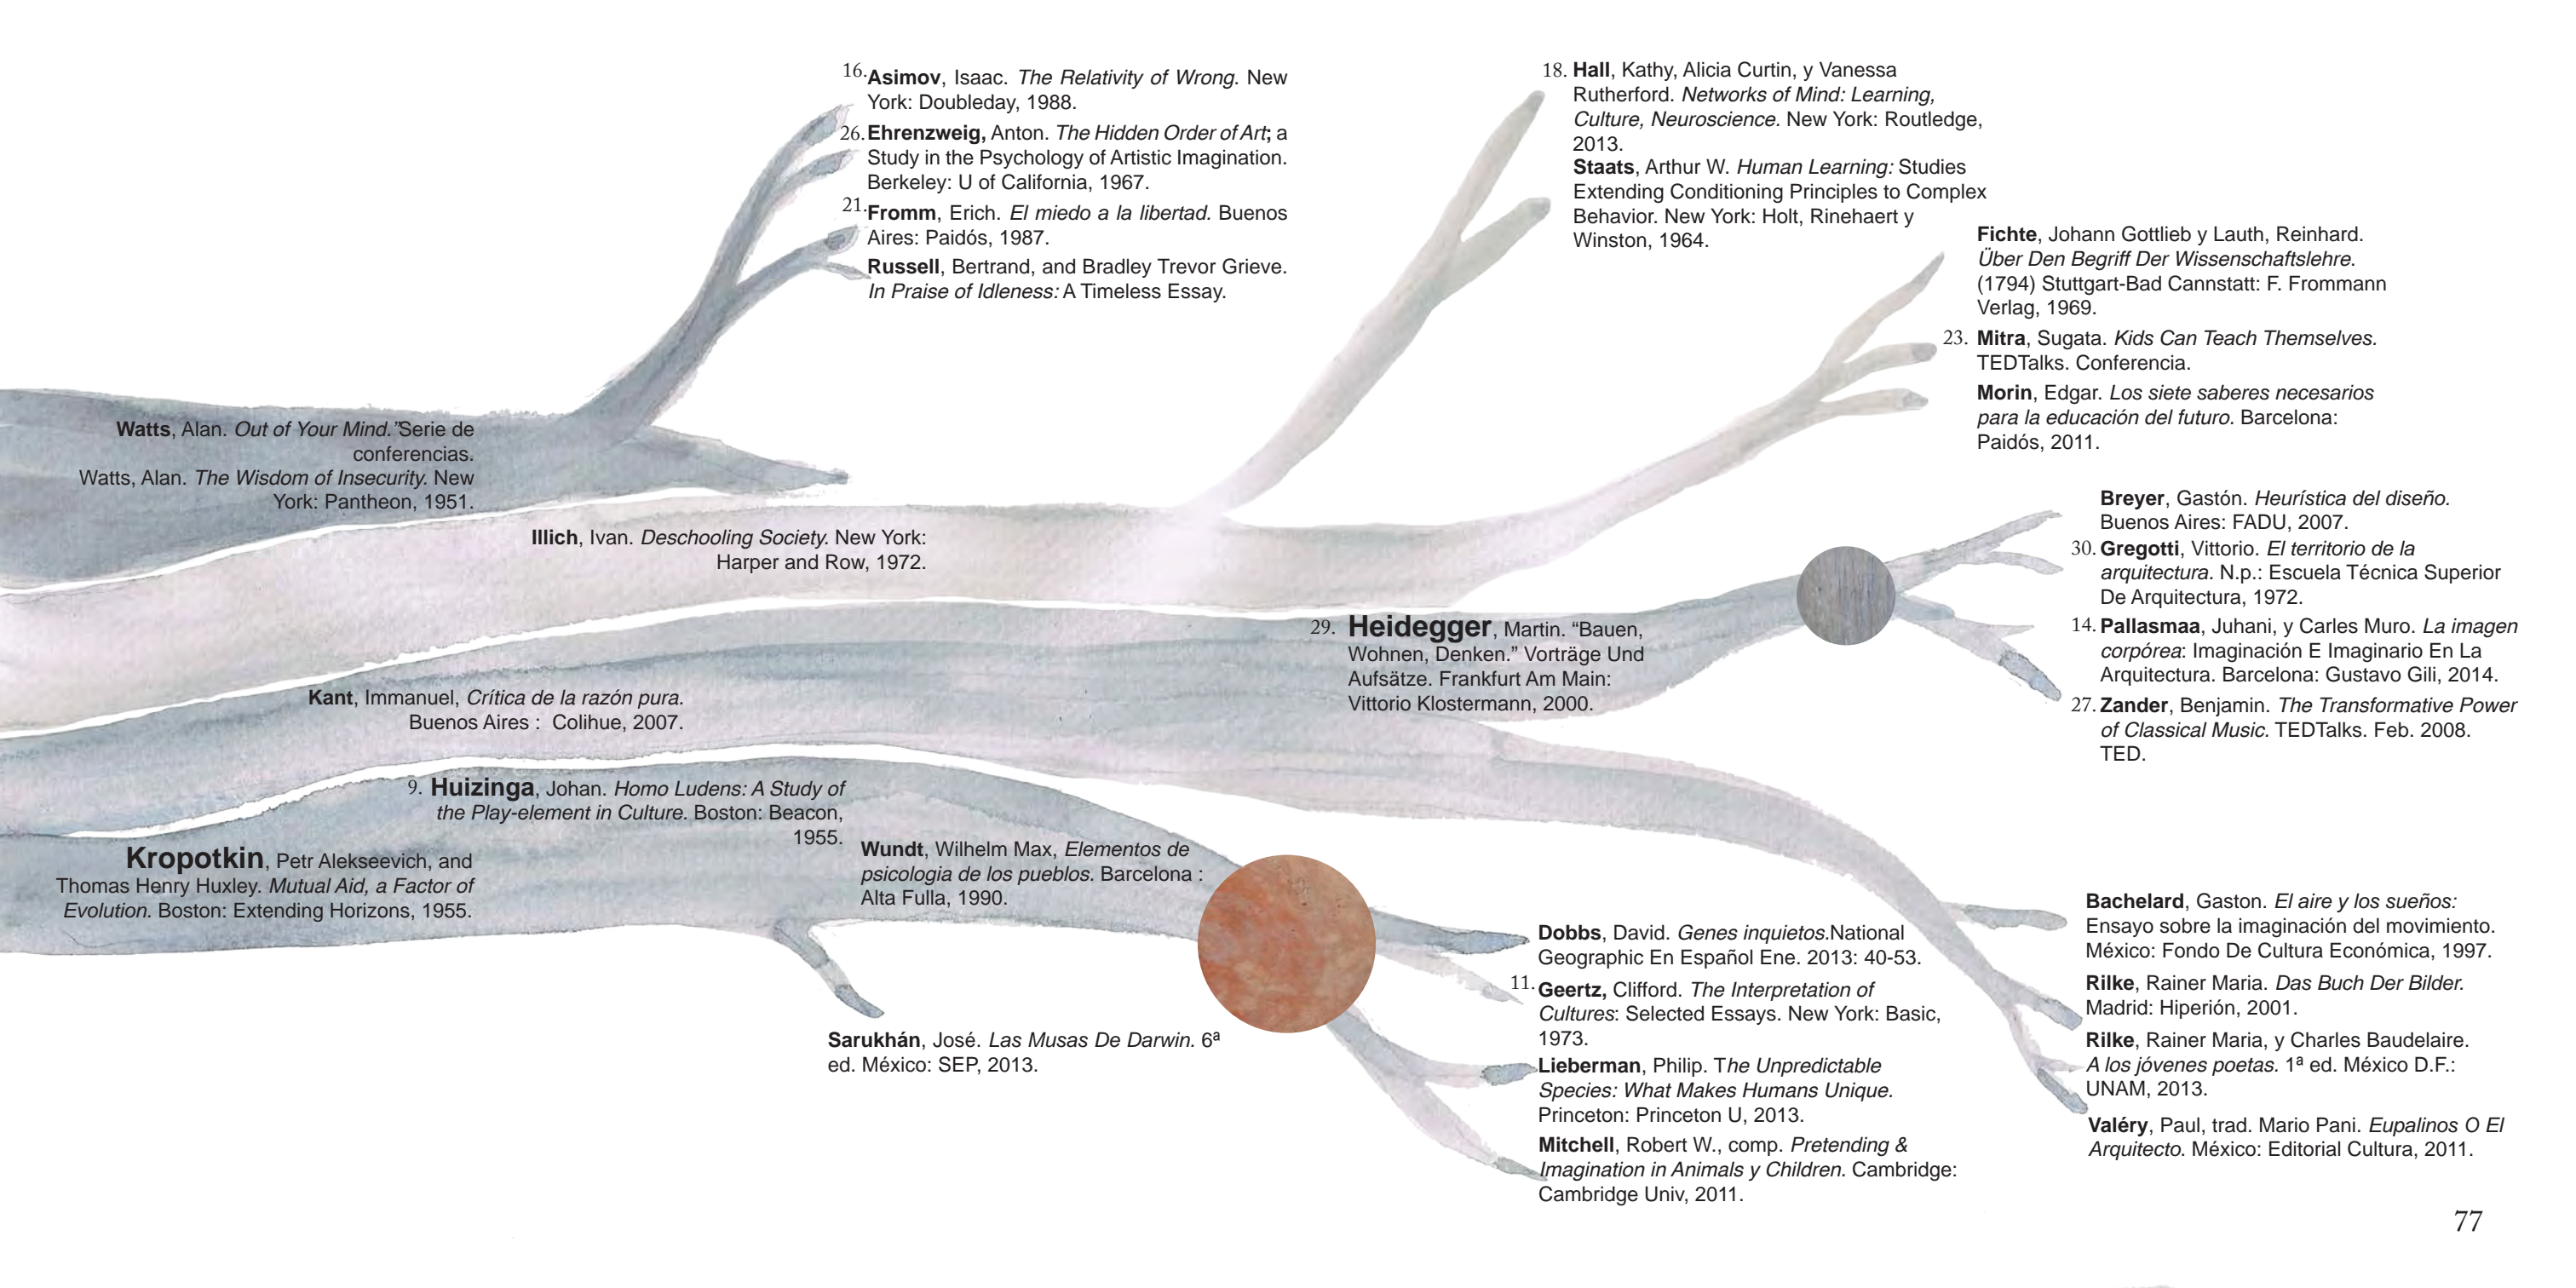 16. Asimov, Isaac. The Relativity of Wrong. New
York: Doubleday, 1988.
26. Ehrenzweig, Anton. The Hidden Order of Art; a
Study in the Psychology of Artistic Imagination.
Berkeley: U of California, 1967.
21. Fromm, Erich. El miedo a la libertad. Buenos
Aires: Paidós, 1987.
Russell, Bertrand, and Bradley Trevor Grieve.
In Praise of Idleness: A Timeless Essay.
18. Hall, Kathy, Alicia Curtin, y Vanessa
Rutherford. Networks of Mind: Learning,
Culture, Neuroscience. New York: Routledge,
2013.
Staats, Arthur W. Human Learning: Studies
Extending Conditioning Principles to Complex
Behavior. New York: Holt, Rinehaert y
Winston, 1964.
Fichte, Johann Gottlieb y Lauth, Reinhard.
Über Den Begriff Der Wissenschaftslehre.
(1794) Stuttgart-Bad Cannstatt: F. Frommann
Verlag, 1969.
23. Mitra, Sugata. Kids Can Teach Themselves.
TEDTalks. Conferencia.
Morin, Edgar. Los siete saberes necesarios
para la educación del futuro. Barcelona:
Paidós, 2011.
Watts, Alan. Out of Your Mind.”Serie de
conferencias.
Watts, Alan. The Wisdom of Insecurity. New
York: Pantheon, 1951.
Illich, Ivan. Deschooling Society. New York:
Harper and Row, 1972.
Breyer, Gastón. Heurística del diseño.
Buenos Aires: FADU, 2007.
30. Gregotti, Vittorio. El territorio de la
arquitectura. N.p.: Escuela Técnica Superior
De Arquitectura, 1972.
14. Pallasmaa, Juhani, y Carles Muro. La imagen
corpórea: Imaginación E Imaginario En La
Arquitectura. Barcelona: Gustavo Gili, 2014.
27. Zander, Benjamin. The Transformative Power
of Classical Music. TEDTalks. Feb. 2008.
TED.
29. Heidegger, Martin. “Bauen,
Wohnen, Denken.” Vorträge Und
Aufsätze. Frankfurt Am Main:
Vittorio Klostermann, 2000.
Kant, Immanuel, Crítica de la razón pura.
Buenos Aires : Colihue, 2007.
9. Huizinga, Johan. Homo Ludens: A Study of
the Play-element in Culture. Boston: Beacon,
1955.
Kropotkin, Petr Alekseevich, and
Thomas Henry Huxley. Mutual Aid, a Factor of
Evolution. Boston: Extending Horizons, 1955.
Wundt, Wilhelm Max, Elementos de
psicologia de los pueblos. Barcelona :
Alta Fulla, 1990.
Sarukhán, José. Las Musas De Darwin. 6ª
ed. México: SEP, 2013.
Dobbs, David. Genes inquietos.National
Geographic En Español Ene. 2013: 40-53.
11. Geertz, Clifford. The Interpretation of
Cultures: Selected Essays. New York: Basic,
1973.
Lieberman, Philip. The Unpredictable
Species: What Makes Humans Unique.
Princeton: Princeton U, 2013.
Mitchell, Robert W., comp. Pretending &
Imagination in Animals y Children. Cambridge:
Cambridge Univ, 2011.
Bachelard, Gaston. El aire y los sueños:
Ensayo sobre la imaginación del movimiento.
México: Fondo De Cultura Económica, 1997.
Rilke, Rainer Maria. Das Buch Der Bilder.
Madrid: Hiperión, 2001.
Rilke, Rainer Maria, y Charles Baudelaire.
A los jóvenes poetas. 1ª ed. México D.F.:
UNAM, 2013.
Valéry, Paul, trad. Mario Pani. Eupalinos O El
Arquitecto. México: Editorial Cultura, 2011.
77